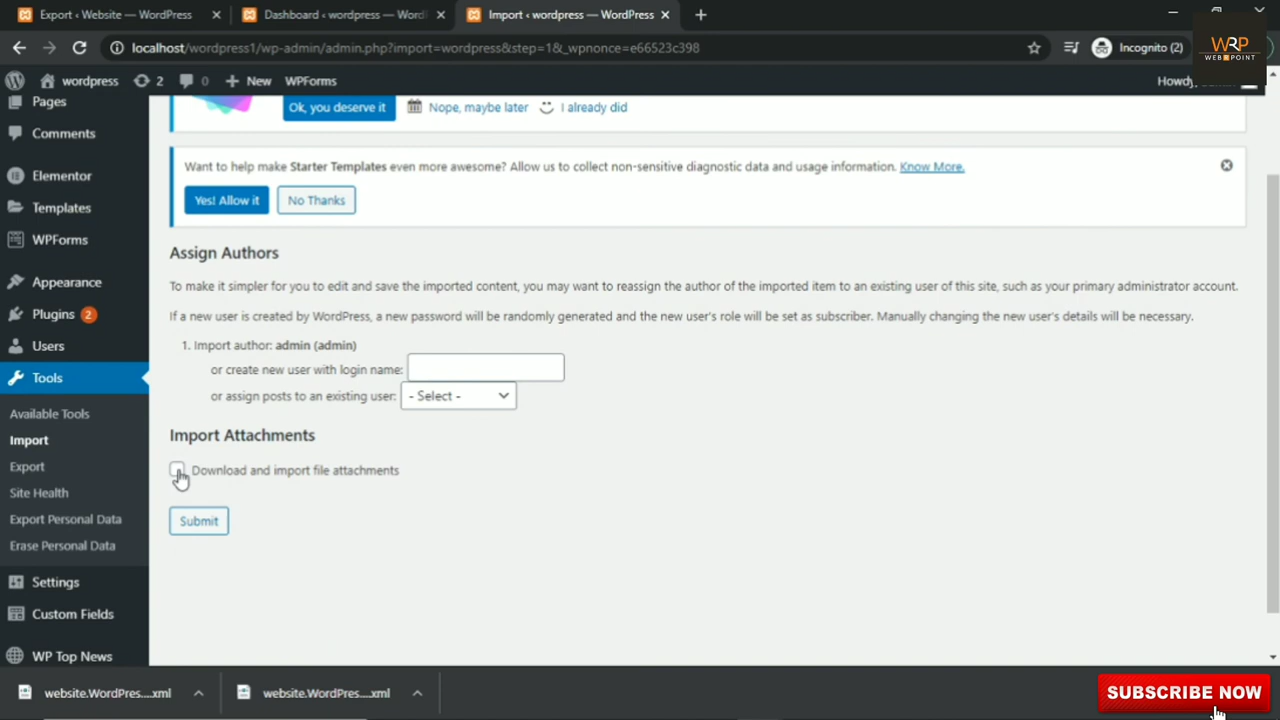 Export ‹ Website — WordPress
Dashboard ‹ wordpress — Word
Import ‹ wordpress — WordPress
localhost/wordpress1/wp-admin/admin.php?import=wordpress&step=1&_wpnonce=e66523c398
Incognito (2)
WRP
WEB POINT
wordpress
2
0
New
WPForms
Howdy,
Pages
Comments
Elementor
Templates
WPForms
Appearance
Plugins 2
Users
Tools
Available Tools
Import
Export
Site Health
Export Personal Data
Erase Personal Data
Settings
Custom Fields
WP Top News
Ok, you deserve it
Nope, maybe later
I already did
Want to help make Starter Templates even more awesome? Allow us to collect non-sensitive diagnostic data and usage information. Know More.
Yes! Allow it
No Thanks
Assign Authors
To make it simpler for you to edit and save the imported content, you may want to reassign the author of the imported item to an existing user of this site, such as your primary administrator account.
If a new user is created by WordPress, a new password will be randomly generated and the new user's role will be set as subscriber. Manually changing the new user's details will be necessary.
1. Import author: admin (admin)
or create new user with login name:
or assign posts to an existing user: - Select -
Import Attachments
Download and import file attachments
Submit
website.WordPres....xml
website.WordPres....xml
SUBSCRIBE NOW